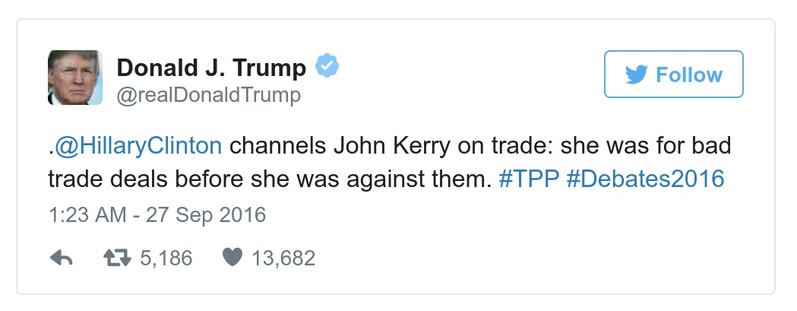 Donald J. Trump
@realDonaldTrump
Follow
.@HillaryClinton channels John Kerry on trade: she was for bad
trade deals before she was against them. #TPP #Debates2016
1:23 AM - 27 Sep 2016
5,186 13,682